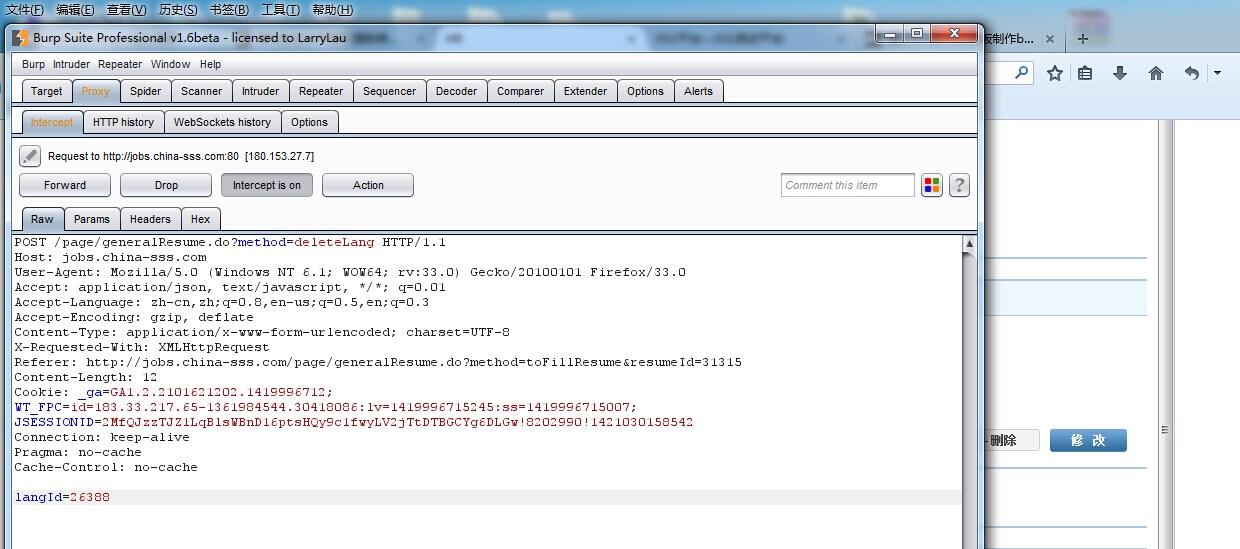 文件(F) 编辑(E) 查看(V) 历史(S) 书签(B) 工具(T) 帮助(H)
Burp Suite Professional v1.6beta - licensed to LarryLau
Burp Intruder Repeater Window Help
Target Proxy Spider Scanner Intruder Repeater Sequencer Decoder Comparer Extender Options Alerts
Intercept HTTP history WebSockets history Options
Request to http://jobs.china-sss.com:80 [180.153.27.7]
Forward Drop Intercept is on Action Comment this item ?
Raw Params Headers Hex
POST /page/generalResume.do?method=deleteLang HTTP/1.1
Host: jobs.china-sss.com
User-Agent: Mozilla/5.0 (Windows NT 6.1; WOW64; rv:33.0) Gecko/20100101 Firefox/33.0
Accept: application/json, text/javascript, */*; q=0.01
Accept-Language: zh-cn,zh;q=0.8,en-us;q=0.5,en;q=0.3
Accept-Encoding: gzip, deflate
Content-Type: application/x-www-form-urlencoded; charset=UTF-8
X-Requested-With: XMLHttpRequest
Referer: http://jobs.china-sss.com/page/generalResume.do?method=toFillResume&resumeId=31315
Content-Length: 12
Cookie: _ga=GA1.2.2101621202.1419996712;
WT_FPC=id=183.33.217.65-1361984544.30418086:lv=1419996715245:ss=1419996715007;
JSESSIONID=2MfQJzzTJZ1LqBlsWBnD16ptsHQy9c1fwyLV2jTtDTBGCYg6DLGw!8202990!1421030158542
Connection: keep-alive
Pragma: no-cache
Cache-Control: no-cache
langId=26388
制作b...
删除 修 改